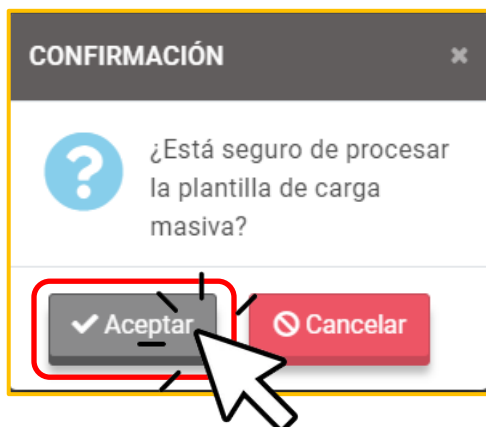 CONFIRMACIÓN
¿Está seguro de procesar
la plantilla de carga
masiva?
Aceptar
Cancelar